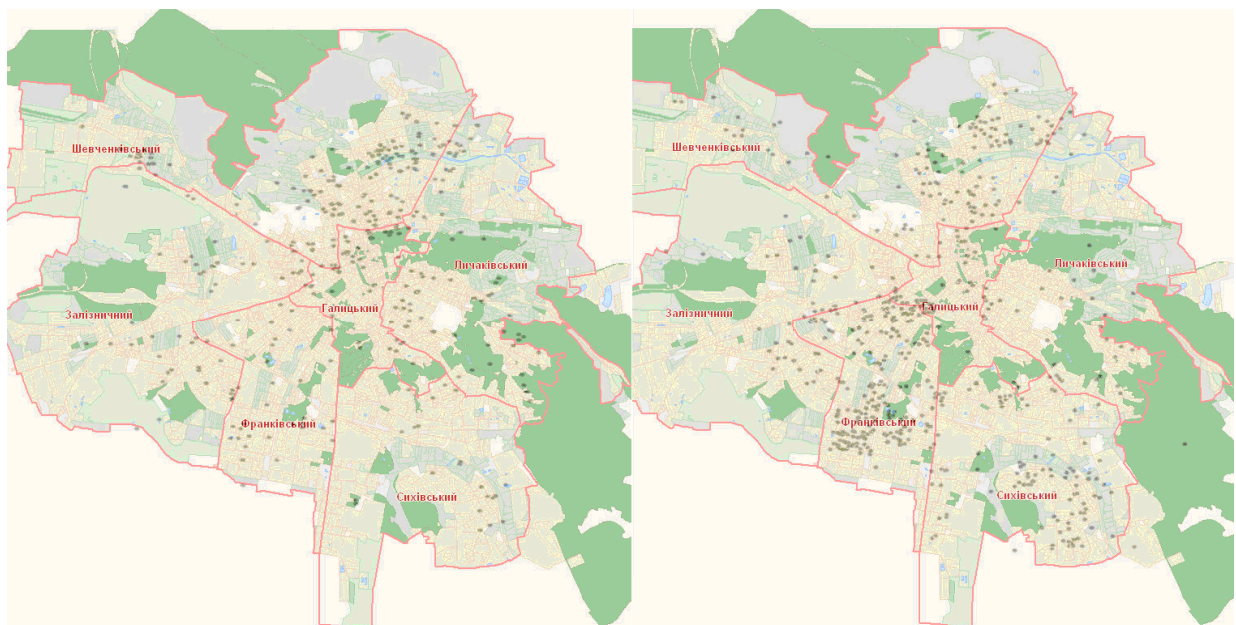 Шевченківський
Личаківський
Галицький
Залізничний
Франківський
Сихівський
Шевченківський
Личаківський
Галицький
Залізничний
Франківський
Сихівський